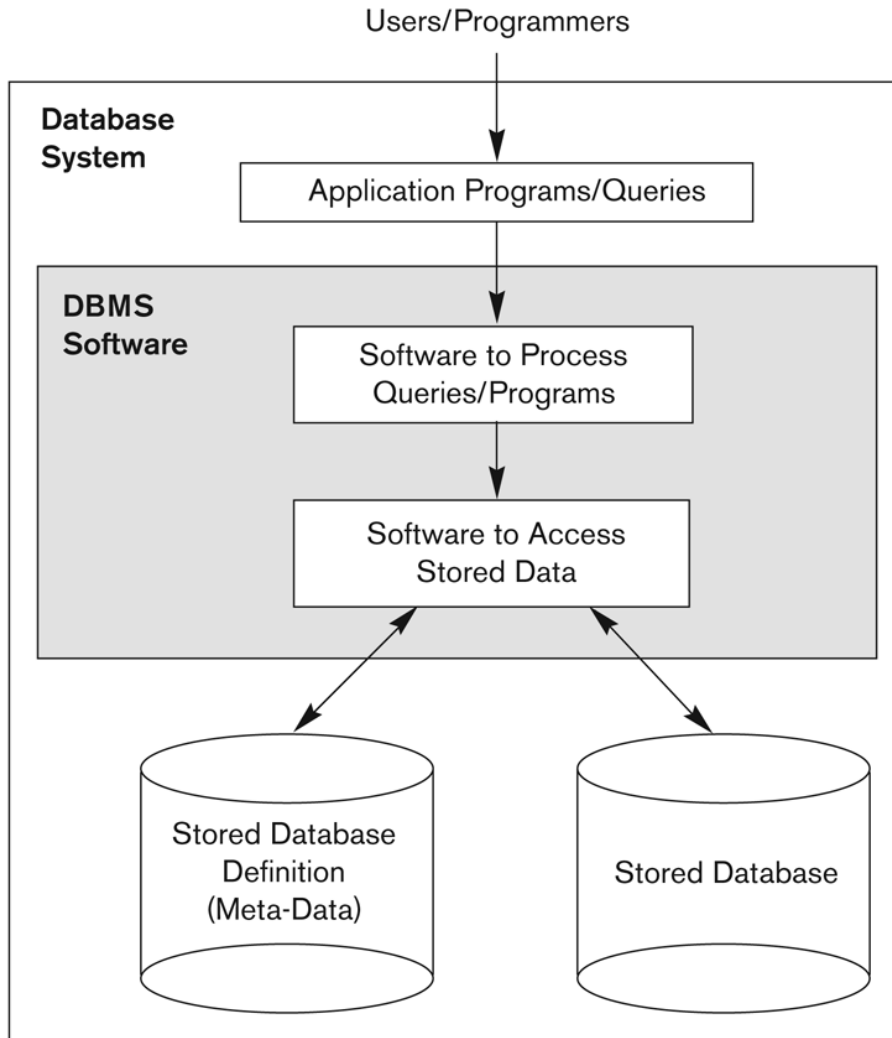 Users/Programmers
Database
System
Application Programs/Queries
DBMS
Software
Software to Process
Queries/Programs
Software to Access
Stored Data
Stored Database
Definition
(Meta-Data)
Stored Database